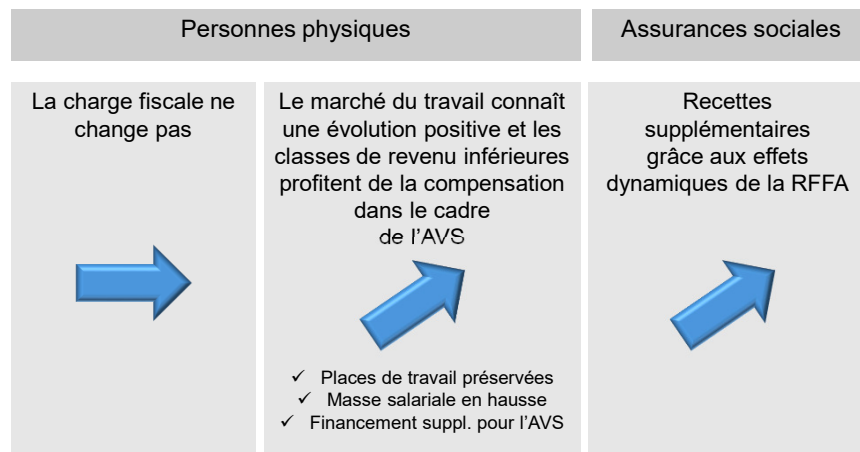 Personnes physiques
Assurances sociales
La charge fiscale ne
change pas
Le marché du travail connaît
une évolution positive et les
classes de revenu inférieures
profitent de la compensation
dans le cadre
de l’AVS
✓ Places de travail préservées
✓ Masse salariale en hausse
✓ Financement suppl. pour l’AVS
Recettes
supplémentaires
grâce aux effets
dynamiques de la RFFA